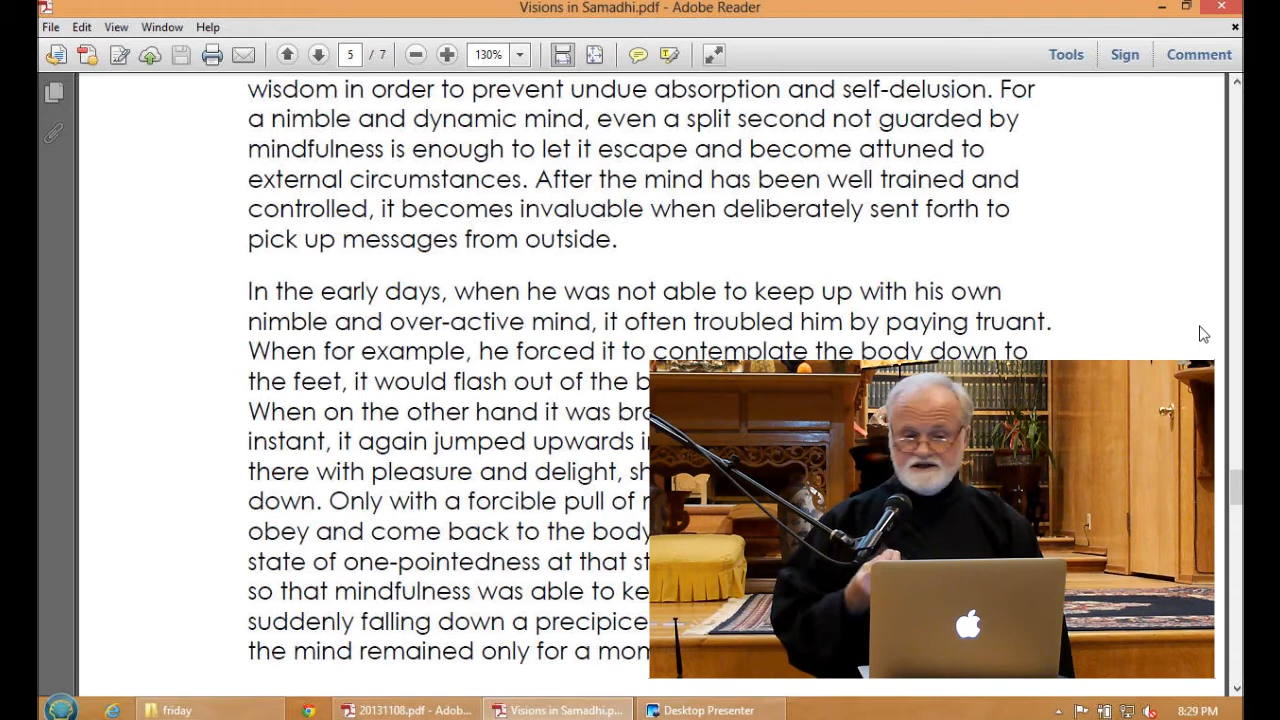 Visions in Samadhi.pdf - Adobe Reader
File Edit View Window Help
5 / 7 130% Tools Sign Comment
wisdom in order to prevent undue absorption and self-delusion. For
a nimble and dynamic mind, even a split second not guarded by
mindfulness is enough to let it escape and become attuned to
external circumstances. After the mind has been well trained and
controlled, it becomes invaluable when deliberately sent forth to
pick up messages from outside.
In the early days, when he was not able to keep up with his own
nimble and over-active mind, it often troubled him by paying truant.
When for example, he forced it to contemplate the body down to
the feet, it would flash out of the
When on the other hand it was
instant, it again jumped upwards
there with pleasure and delight,
down. Only with a forcible pull of
obey and come back to the body
state of one-pointedness at that
so that mindfulness was able to
suddenly falling down a precipice
the mind remained only for a
friday 20131108.pdf - Adob... Visions in Samadhi.p... Desktop Presenter 8:29 PM